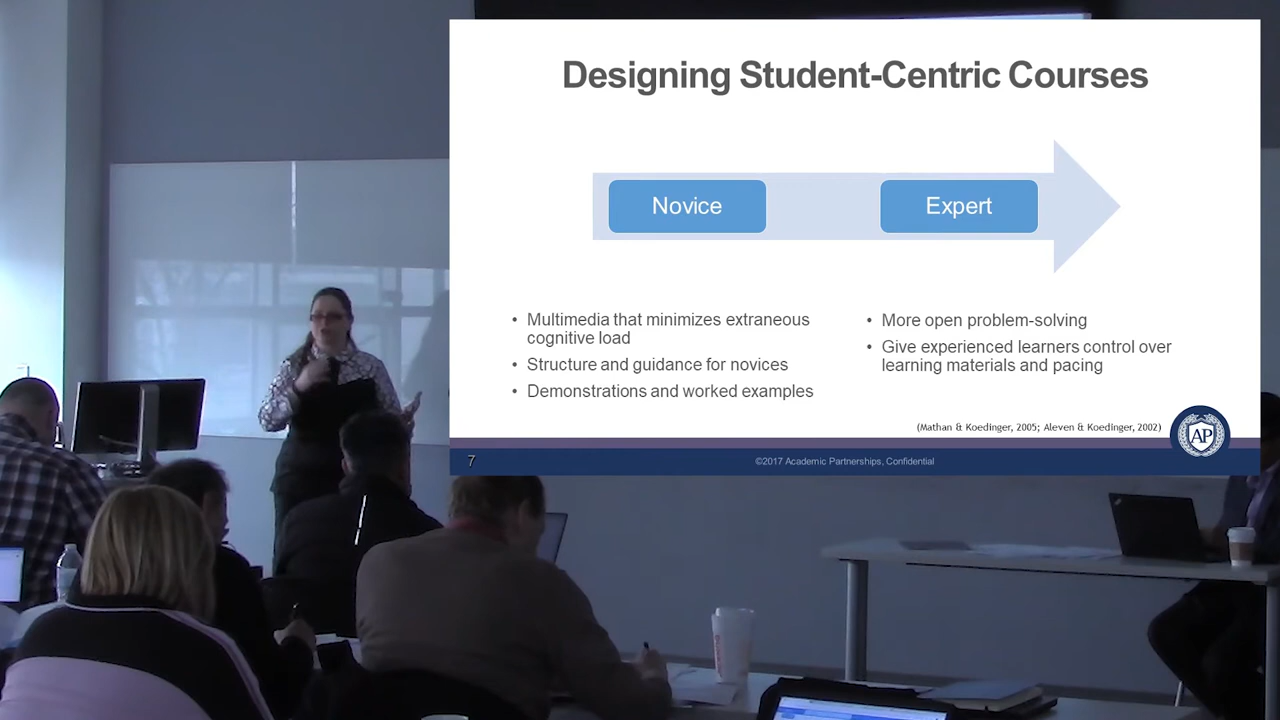 Designing Student-Centric Courses
Novice
Expert
• Multimedia that minimizes extraneous
cognitive load
• Structure and guidance for novices
• Demonstrations and worked examples
• More open problem-solving
• Give experienced learners control over
learning materials and pacing
(Mathan & Koedinger, 2005; Aleven & Koedinger, 2002)
AP
7
©2017 Academic Partnerships, Confidential